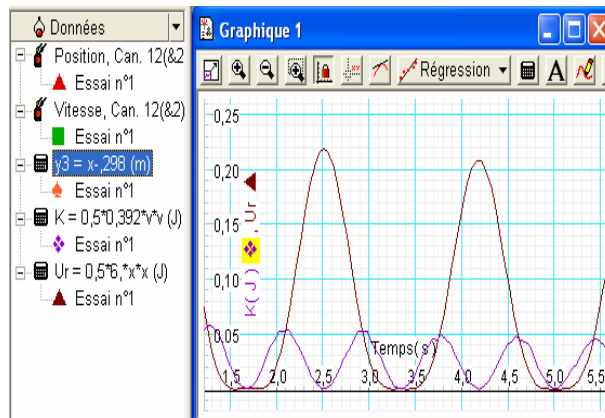 Données
Position, Can. 12(&2
Essai n°1
Vitesse, Can. 12(&2)
Essai n°1
y3 = x-,298 (m)
Essai n°1
K = 0,5*0,392*v*v (J)
Essai n°1
Ur = 0,5*6,*x*x (J)
Essai n°1
Graphique 1
Régression
A
0,25
0,20
0,15
0,10
0,05
K( J ) , Ur
Temps( s )
1,5 2,0 2,5 3,0 3,5 4,0 4,5 5,0 5,5